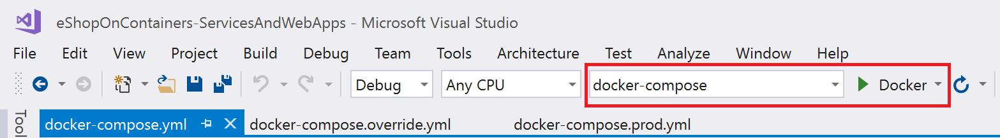 eShopOnContainers-ServicesAndWebApps - Microsoft Visual Studio
File Edit View Project Build Debug Team Tools Architecture Test Analyze Window Help
Debug Any CPU docker-compose Docker
Tool
docker-compose.yml docker-compose.override.yml docker-compose.prod.yml